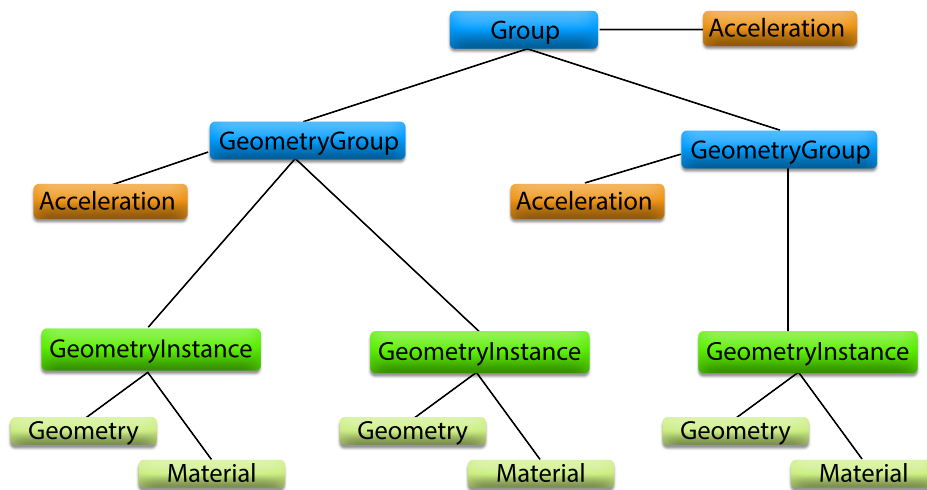 Group
Acceleration
GeometryGroup
GeometryGroup
Acceleration
Acceleration
GeometryInstance
GeometryInstance
GeometryInstance
Geometry
Geometry
Geometry
Material
Material
Material